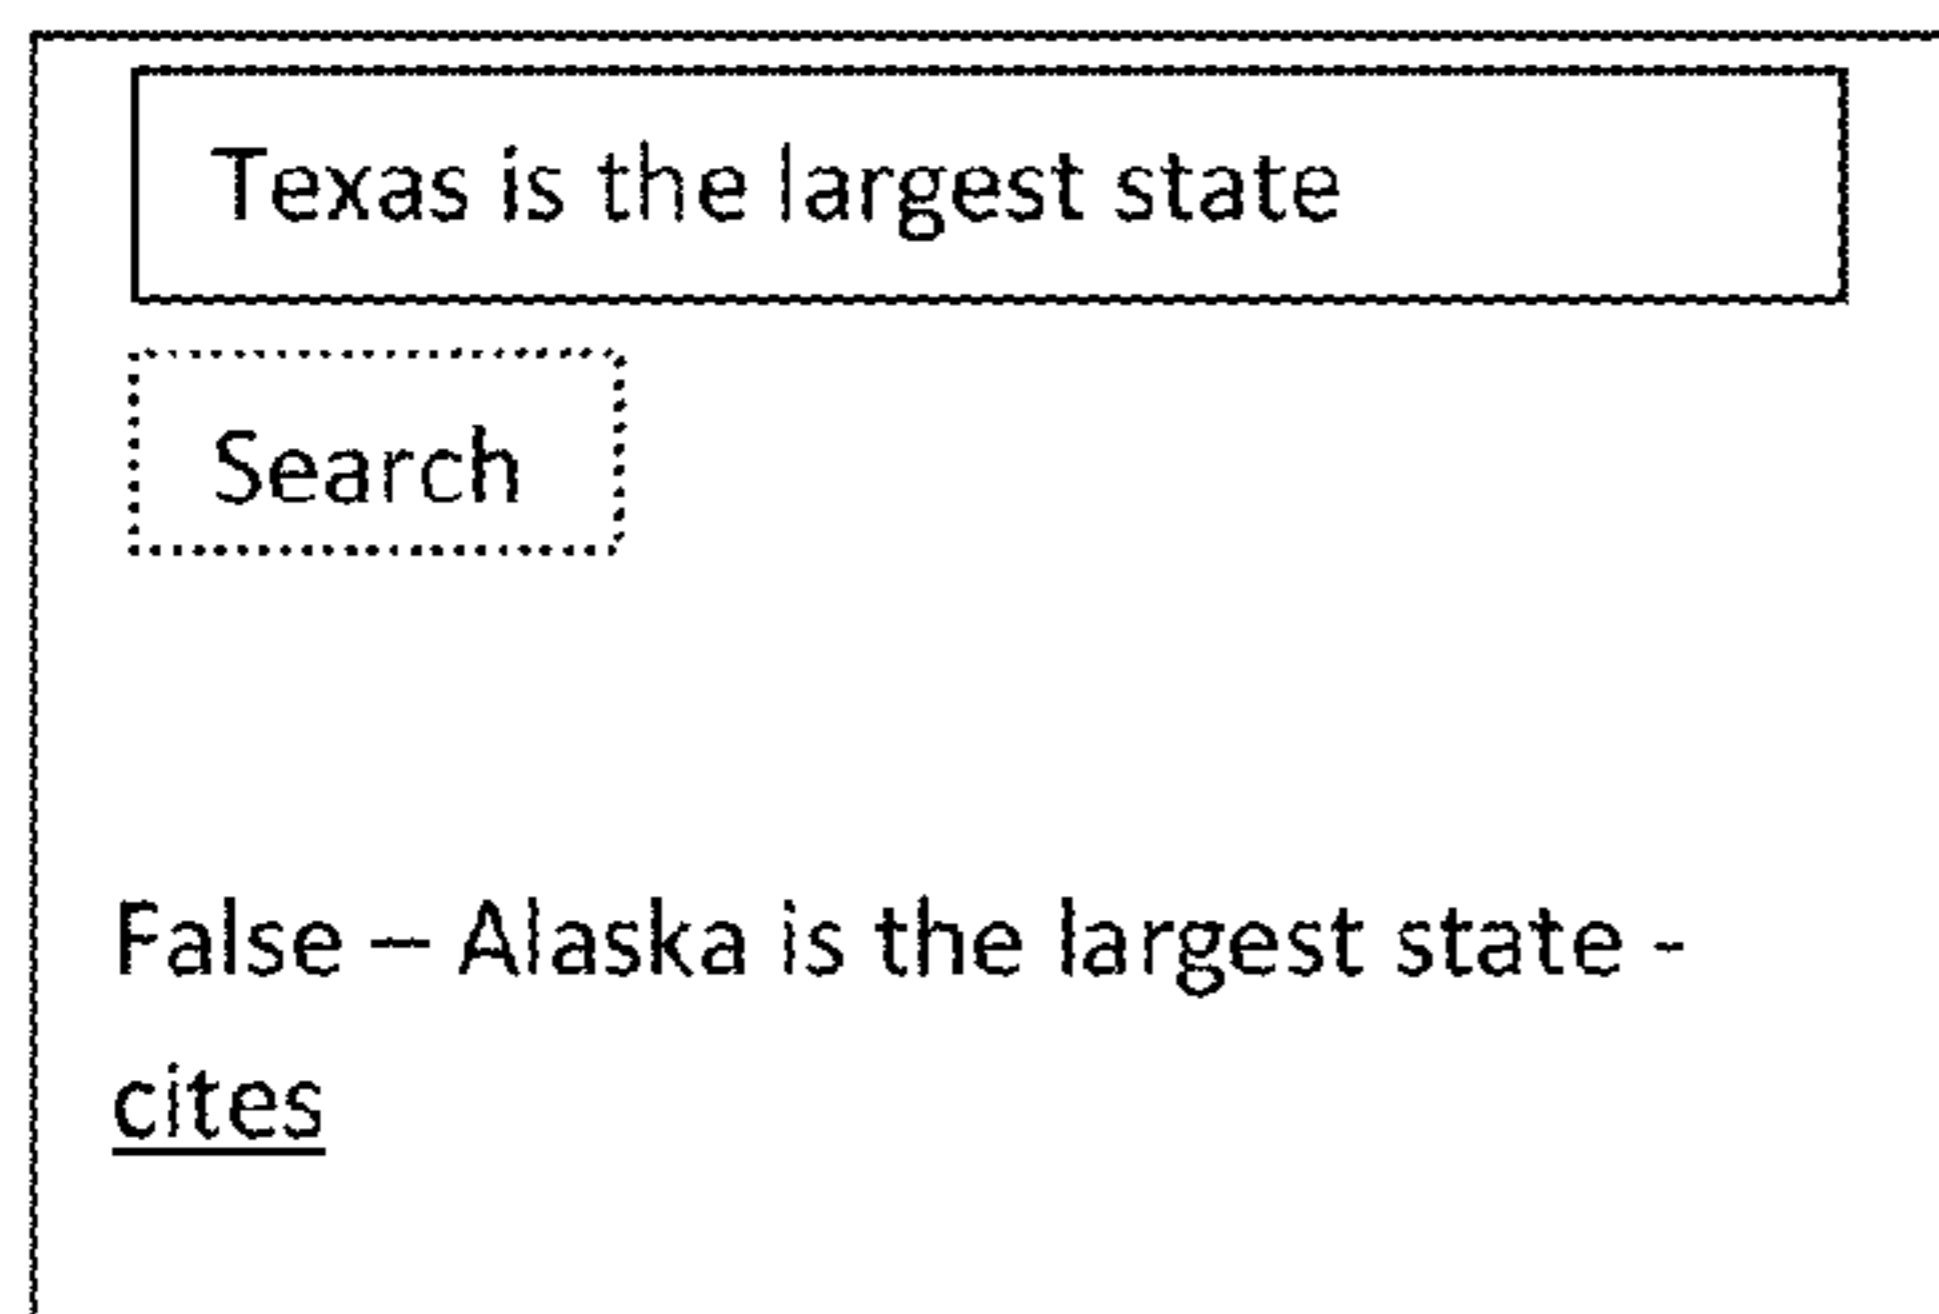 Texas is the largest state
Search
False – Alaska is the largest state -
cites